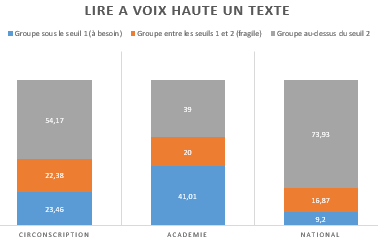 LIRE A VOIX HAUTE UN TEXTE
Groupe sous le seuil 1 (à besoin) Groupe entre les seuils 1 et 2 (fragile) Groupe au-dessus du seuil 2
54,17 39 73,93
22,38 20 16,87
23,46 41,01 9,2
CIRCONSCRIPTION ACADEMIE NATIONAL